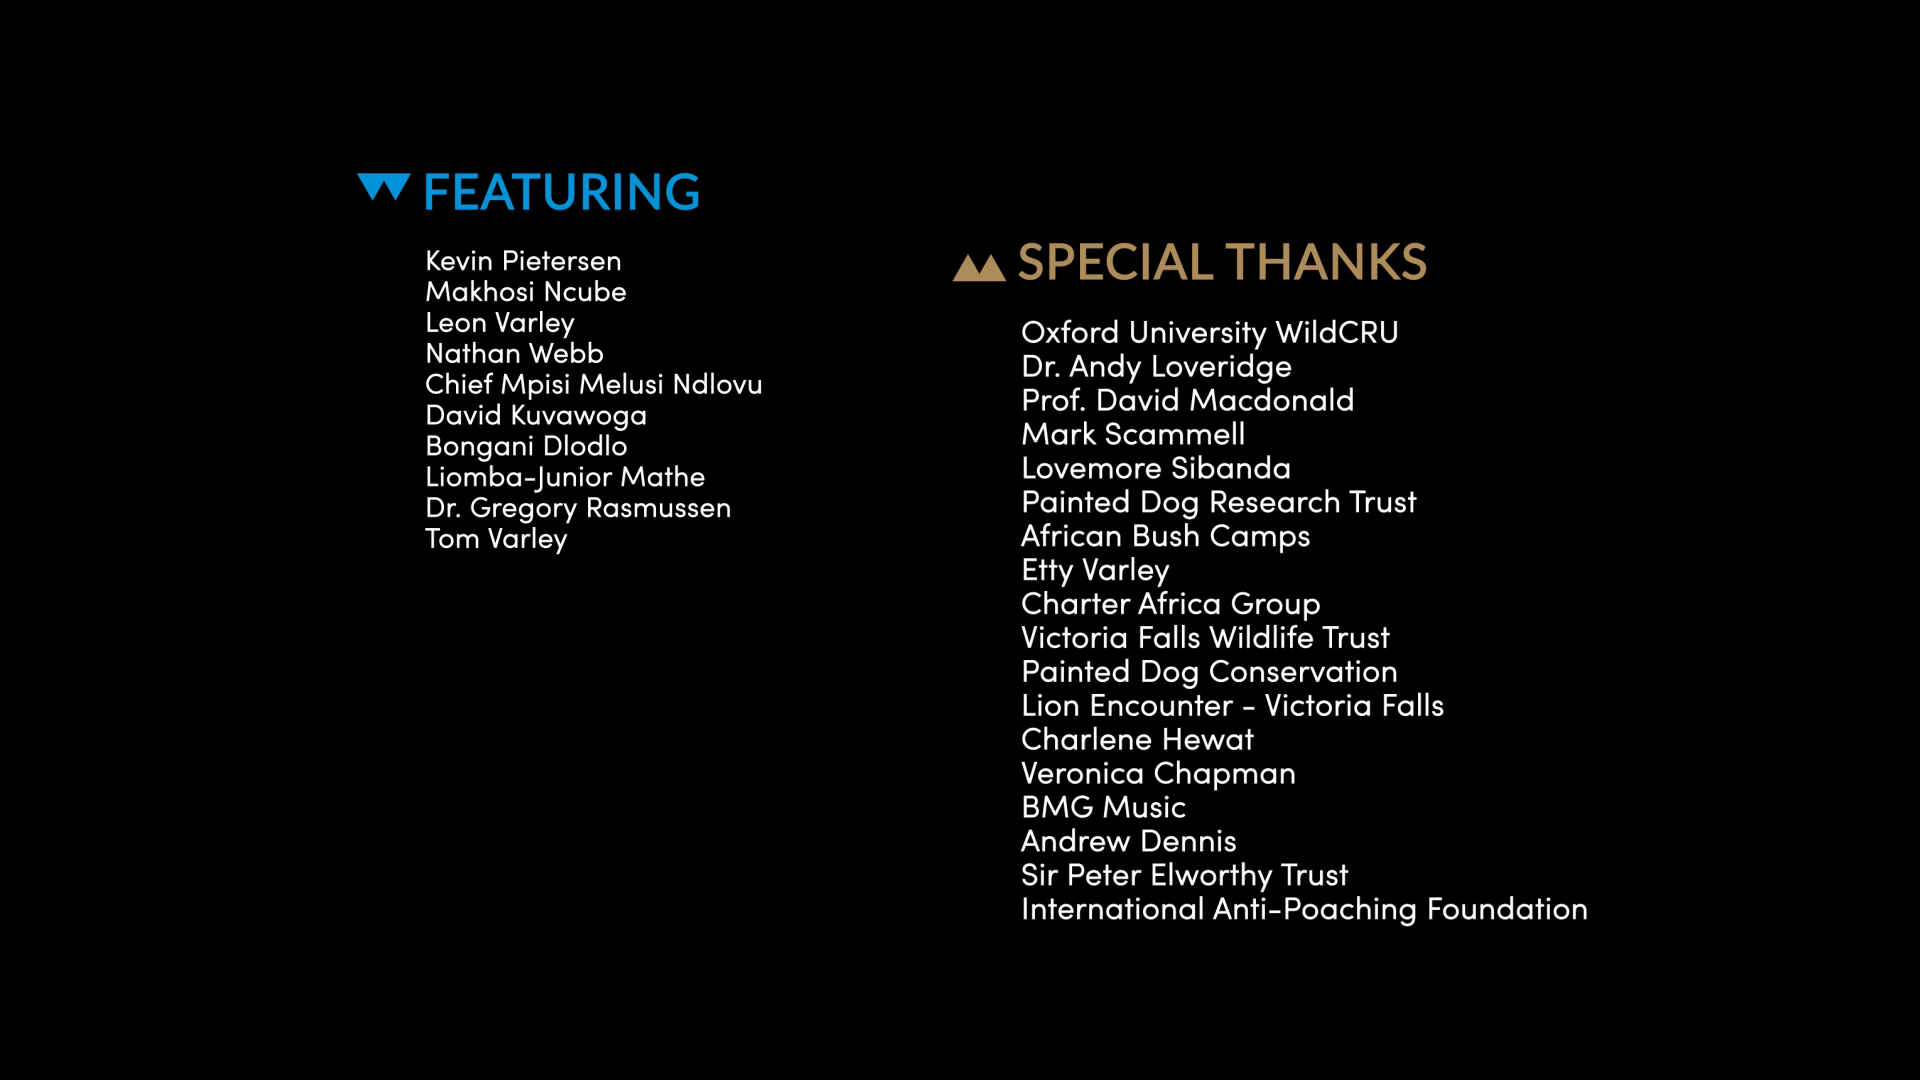 FEATURING
Kevin Pietersen
Makhosi Ncube
Leon Varley
Nathan Webb
Chief Mpisi Melusi Ndlovu
David Kuvawoga
Bongani Dlodlo
Liomba-Junior Mathe
Dr. Gregory Rasmussen
Tom Varley
SPECIAL THANKS
Oxford University WildCRU
Dr. Andy Loveridge
Prof. David Macdonald
Mark Scammell
Lovemore Sibanda
Painted Dog Research Trust
African Bush Camps
Etty Varley
Charter Africa Group
Victoria Falls Wildlife Trust
Painted Dog Conservation
Lion Encounter - Victoria Falls
Charlene Hewat
Veronica Chapman
BMG Music
Andrew Dennis
Sir Peter Elworthy Trust
International Anti-Poaching Foundation